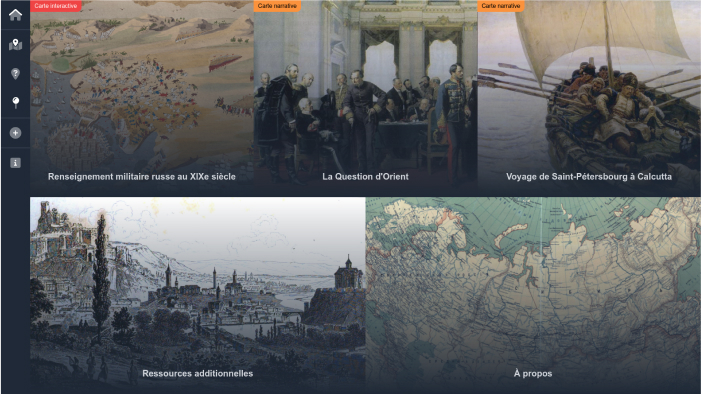 Carte interactive
Carte narrative
Carte narrative
Renseignement militaire russe au XIXe siècle
La Question d'Orient
Voyage de Saint-Pétersbourg à Calcutta
Ressources additionnelles
À propos